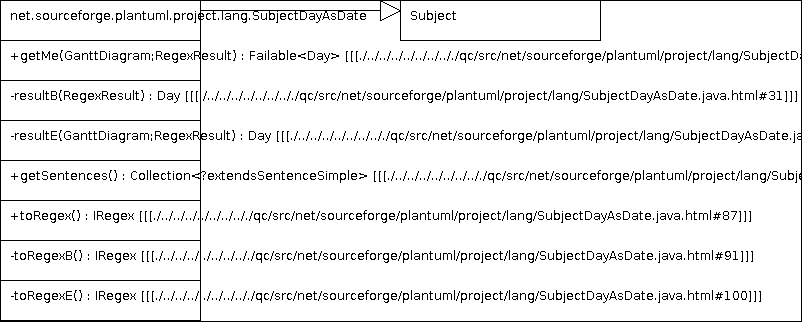 net.sourceforge.plantuml.project.lang.SubjectDayAsDate
Subject
+getMe(GanttDiagram;RegexResult) : Failable<Day> [[[./../../../../../../../qc/src/net/sourceforge/plantuml/project/lang/SubjectDa
-resultB(RegexResult) : Day [[[./../../../../../../../qc/src/net/sourceforge/plantuml/project/lang/SubjectDayAsDate.java.html#31]]]
-resultE(GanttDiagram;RegexResult) : Day [[[./../../../../../../../qc/src/net/sourceforge/plantuml/project/lang/SubjectDayAsDate.ja
+getSentences() : Collection<?extendsSentenceSimple> [[[./../../../../../../../qc/src/net/sourceforge/plantuml/project/lang/Subje
+toRegex() : IRegex [[[./../../../../../../../qc/src/net/sourceforge/plantuml/project/lang/SubjectDayAsDate.java.html#87]]]
-toRegexB() : IRegex [[[./../../../../../../../qc/src/net/sourceforge/plantuml/project/lang/SubjectDayAsDate.java.html#91]]]
-toRegexE() : IRegex [[[./../../../../../../../qc/src/net/sourceforge/plantuml/project/lang/SubjectDayAsDate.java.html#100]]]